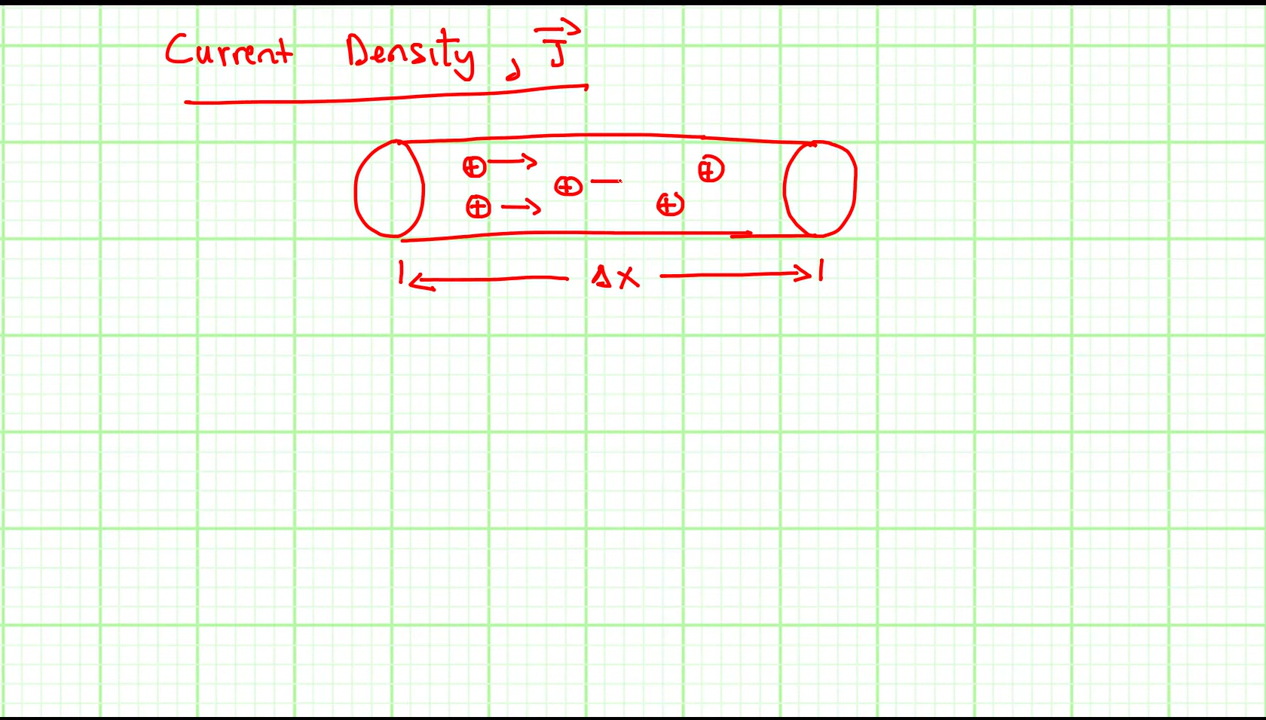 Current Density, J⃗
⊕ ⊕ ⊕ ⊕ ⊕
Δx